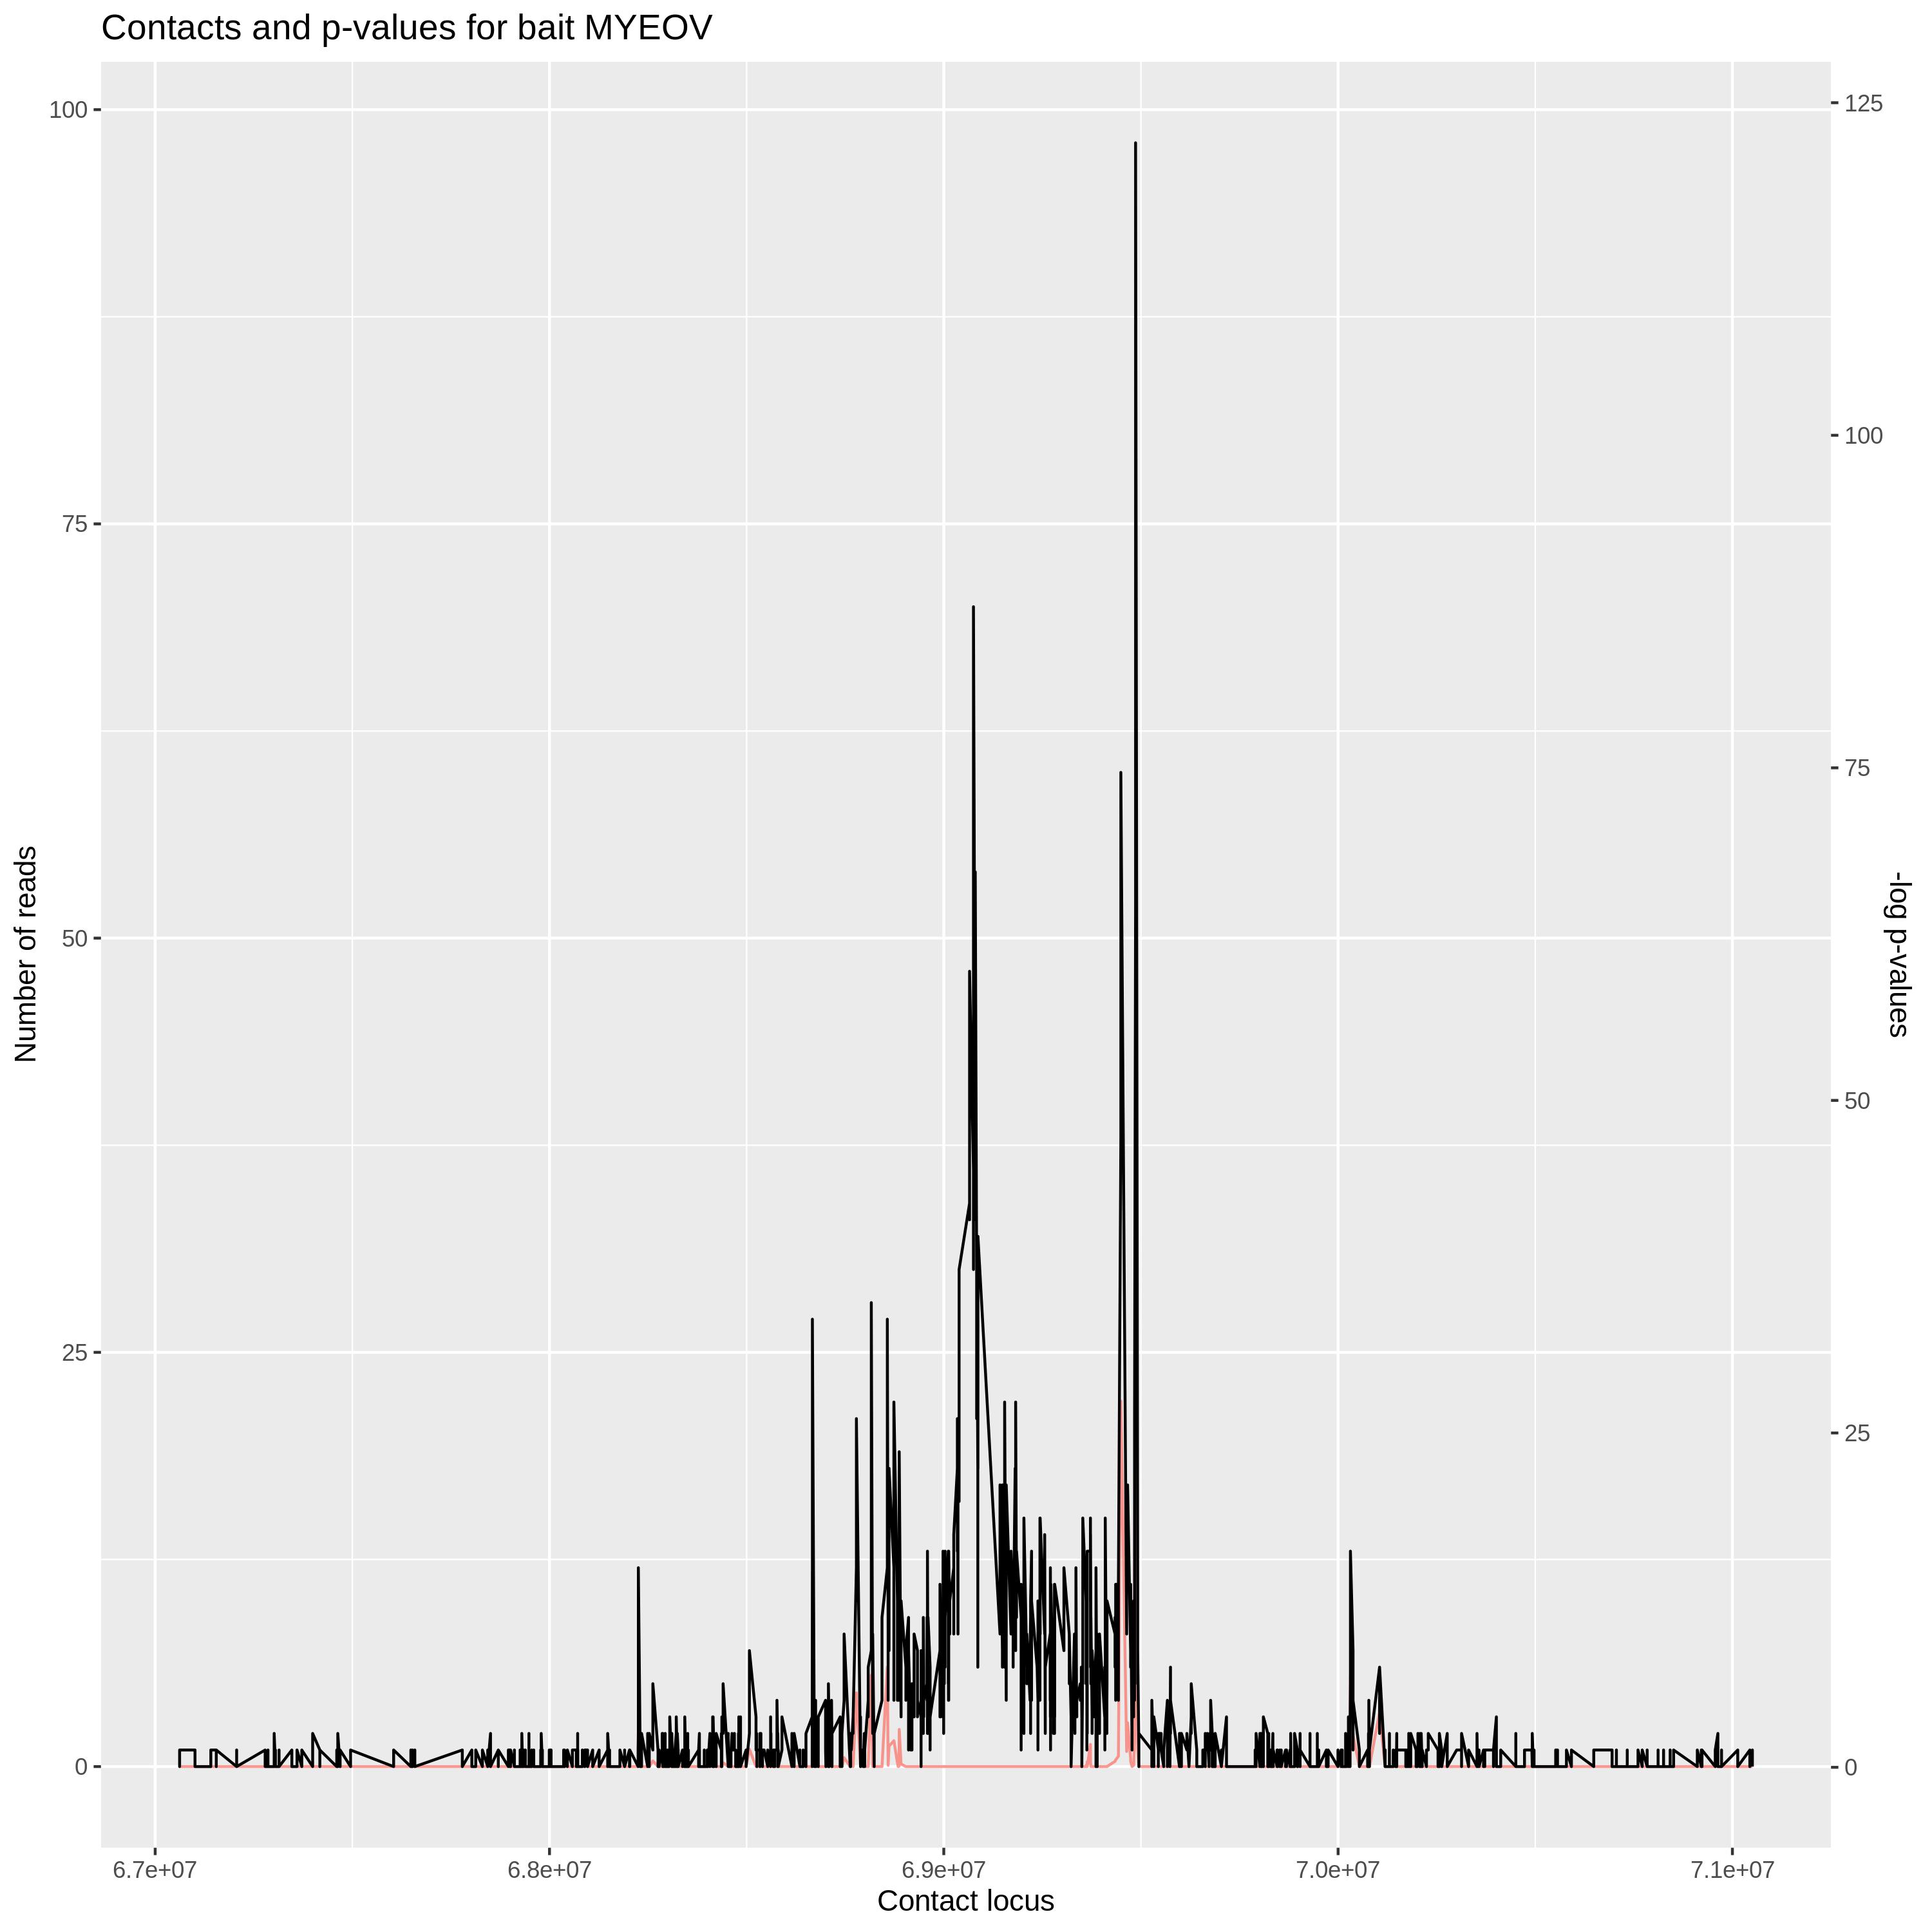 Contacts and p-values for bait MYEOV
100
75
50
25
0
Number of reads
125
100
75
50
25
0
-log p-values
6.7e+07
6.8e+07
6.9e+07
7.0e+07
7.1e+07
Contact locus